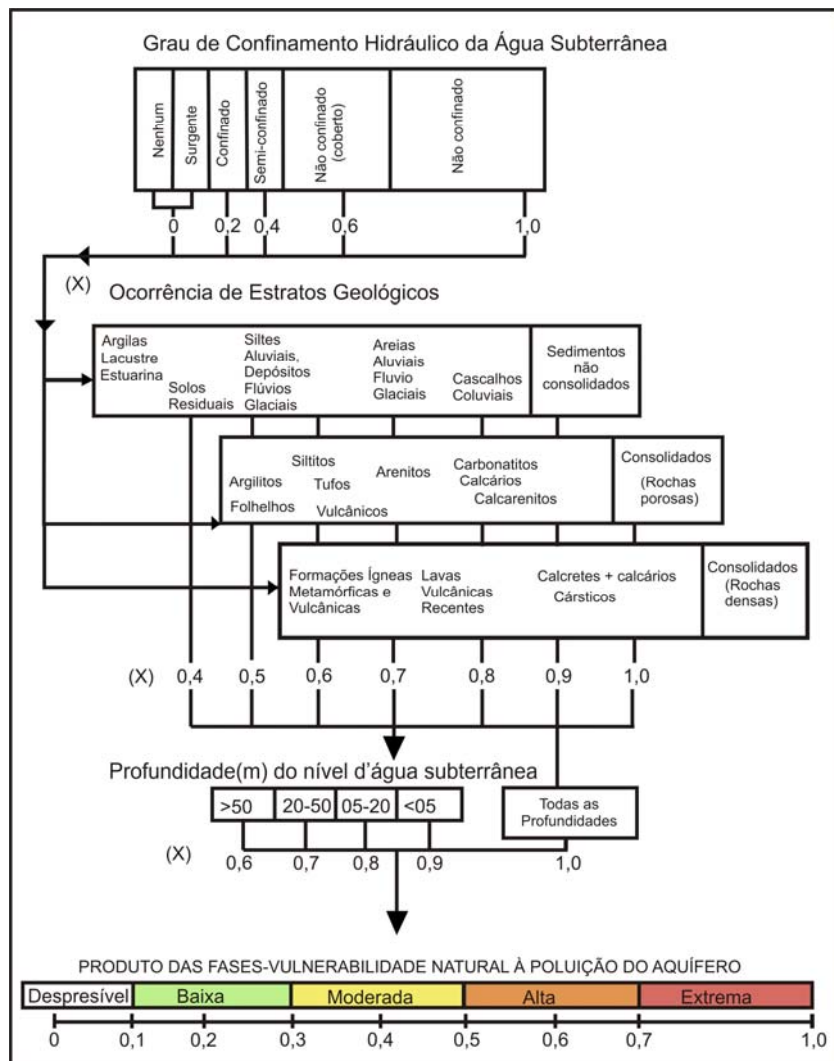 Grau de Confinamento Hidráulico da Água Subterrânea
Nenhum
Surgente
Confinado
Semi-confinado
Não confinado
(coberto)
Não confinado
0
0,2
0,4
0,6
1,0
(X)
Ocorrência de Estratos Geológicos
Argilas
Lacustre
Estuarina
Solos
Residuais
Siltes
Aluviais,
Depósitos
Flúvios
Glaciais
Areias
Aluviais
Fluvio
Glaciais
Cascalhos
Coluviais
Sedimentos
não
consolidados
Argilitos
Folhelhos
Siltitos
Tufos
Vulcânicos
Arenitos
Carbonatitos
Calcários
Calcarenitos
Consolidados
(Rochas
porosas)
Formações Ígneas
Metamórficas e
Vulcânicas
Lavas
Vulcânicas
Recentes
Calcretes + calcários
Cársticos
Consolidados
(Rochas
densas)
(X)
0,4
0,5
0,6
0,7
0,8
0,9
1,0
Profundidade(m) do nível d'água subterrânea
>50
20-50
05-20
<05
Todas as
Profundidades
(X)
0,6
0,7
0,8
0,9
1,0
PRODUTO DAS FASES-VULNERABILIDADE NATURAL À POLUIÇÃO DO AQUÍFERO
Despresível
Baixa
Moderada
Alta
Extrema
0
0,1
0,2
0,3
0,4
0,5
0,6
0,7
1,0